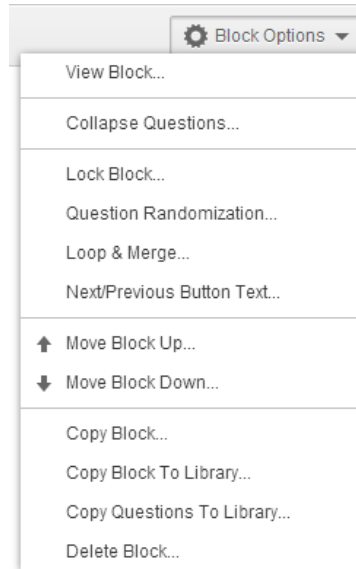 Block Options
View Block...
Collapse Questions...
Lock Block...
Question Randomization...
Loop & Merge...
Next/Previous Button Text...
Move Block Up...
Move Block Down...
Copy Block...
Copy Block To Library...
Copy Questions To Library...
Delete Block...